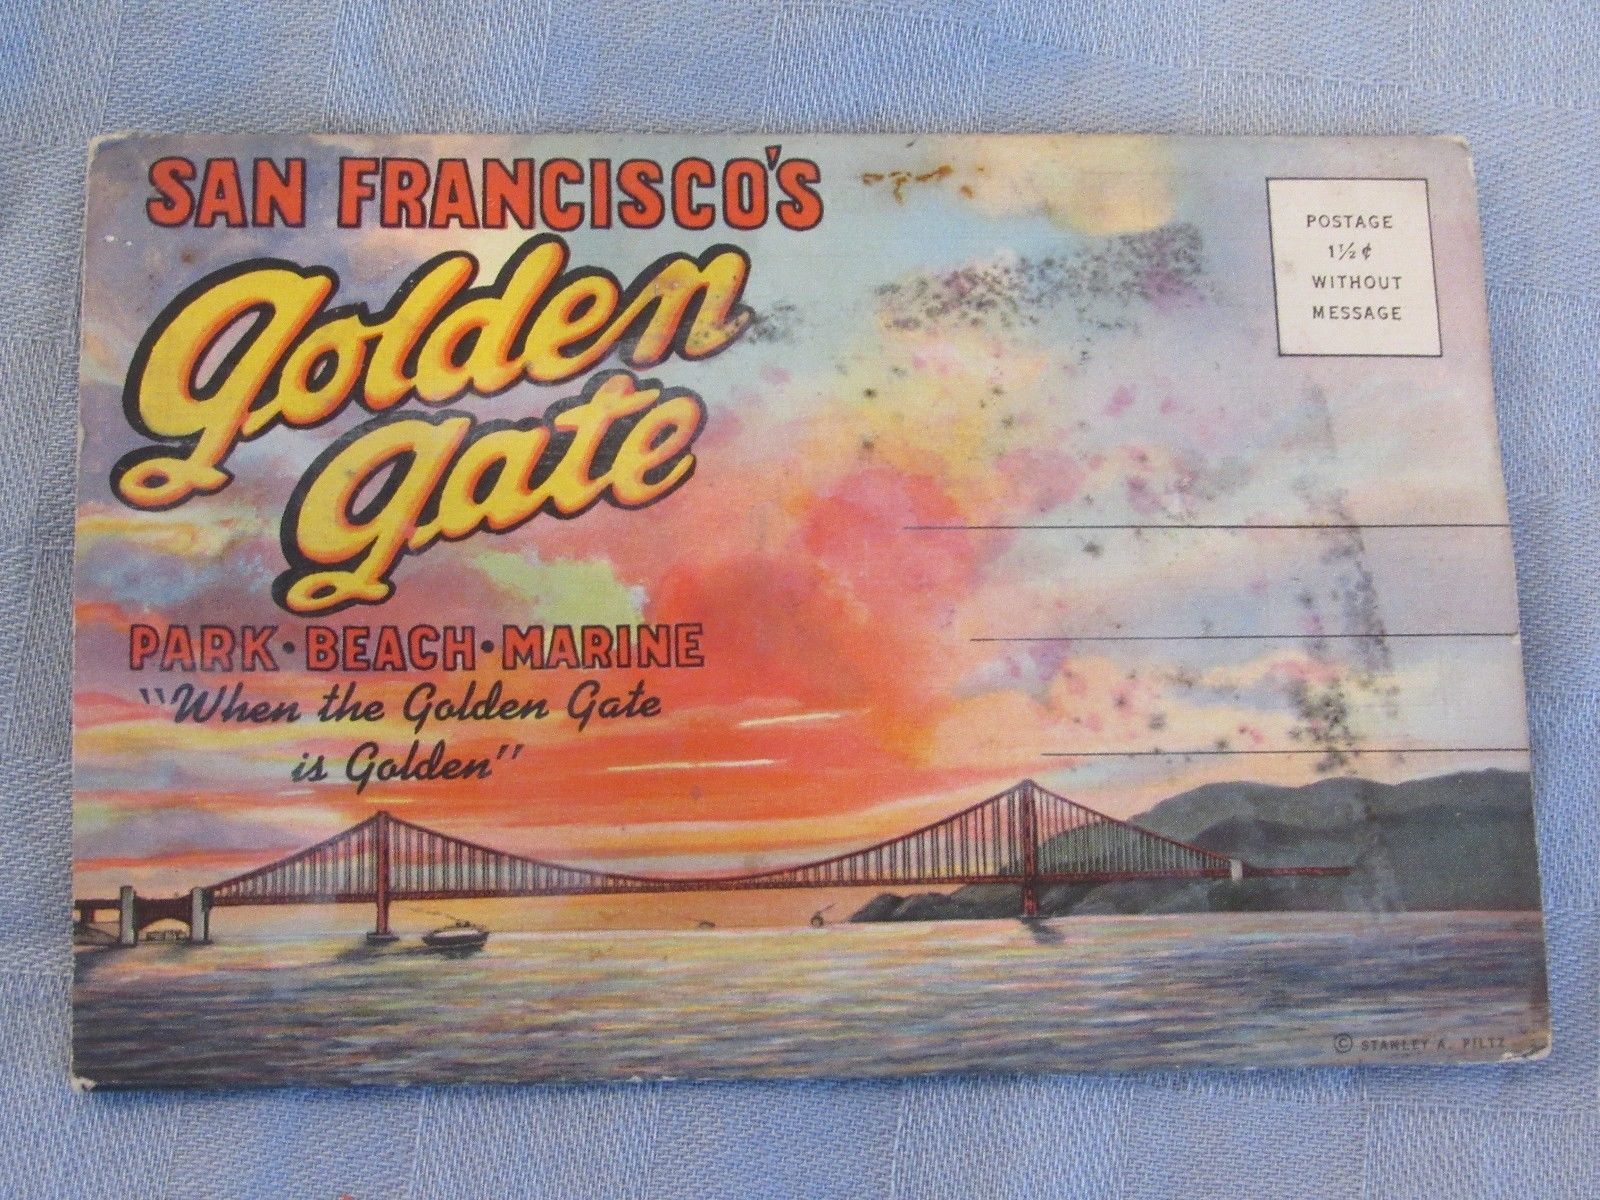 SAN FRANCISCO'S
Golden
Gate
PARK • BEACH • MARINE
"When the Golden Gate
is Golden"
POSTAGE
1½ ¢
WITHOUT
MESSAGE
© STANLEY A. PILTZ